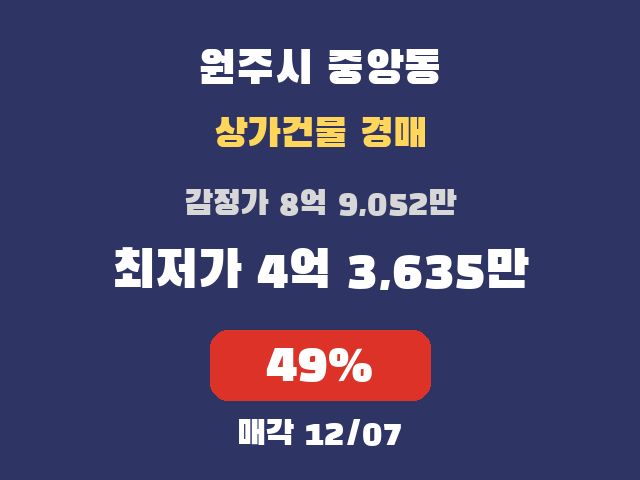 원주시 중앙동
상가건물 경매
감정가 8억 9,052만
최저가 4억 3,635만
49%
매각 12/07